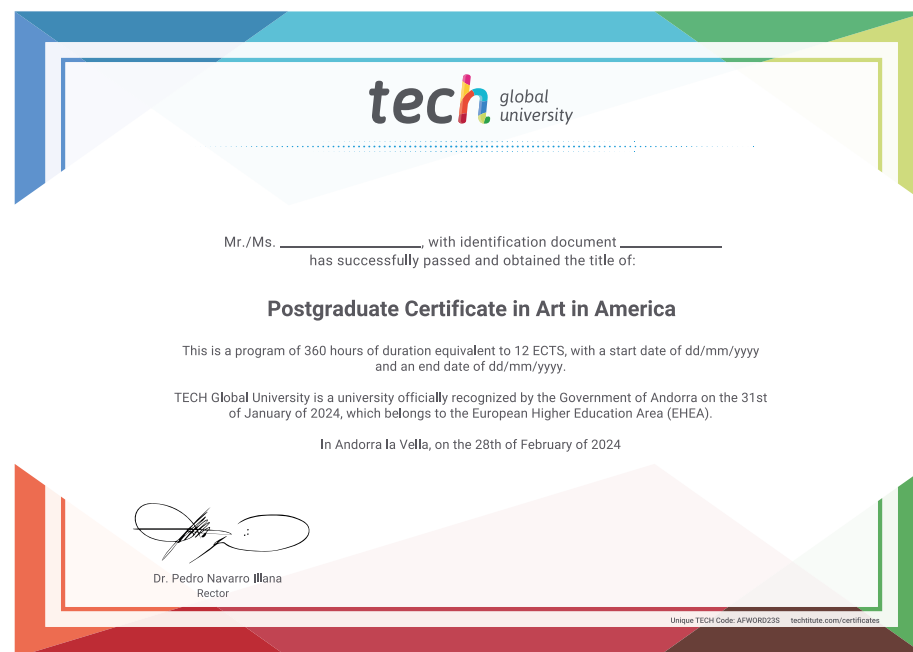 tech global university
Mr./Ms. ____________, with identification document ____________
has successfully passed and obtained the title of:
Postgraduate Certificate in Art in America
This is a program of 360 hours of duration equivalent to 12 ECTS, with a start date of dd/mm/yyyy
and an end date of dd/mm/yyyy.
TECH Global University is a university officially recognized by the Government of Andorra on the 31st
of January of 2024, which belongs to the European Higher Education Area (EHEA).
In Andorra la Vella, on the 28th of February of 2024
Dr. Pedro Navarro Illana
Rector
Unique TECH Code: AFWORD23S techtitute.com/certificates